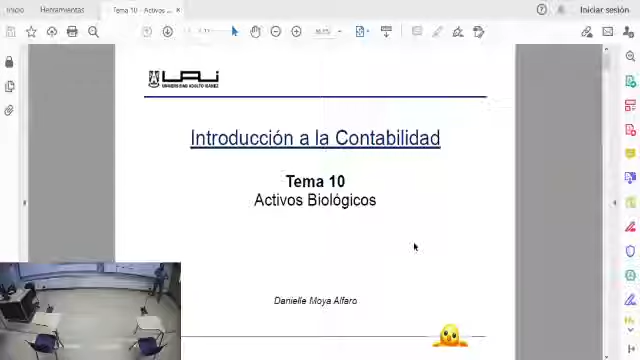 Inicio Herramientas Tema 10 - Activos ... × Iniciar sesión
UAI
UNIVERSIDAD ADOLFO IBAÑEZ
Introducción a la Contabilidad
Tema 10
Activos Biológicos
Danielle Moya Alfaro